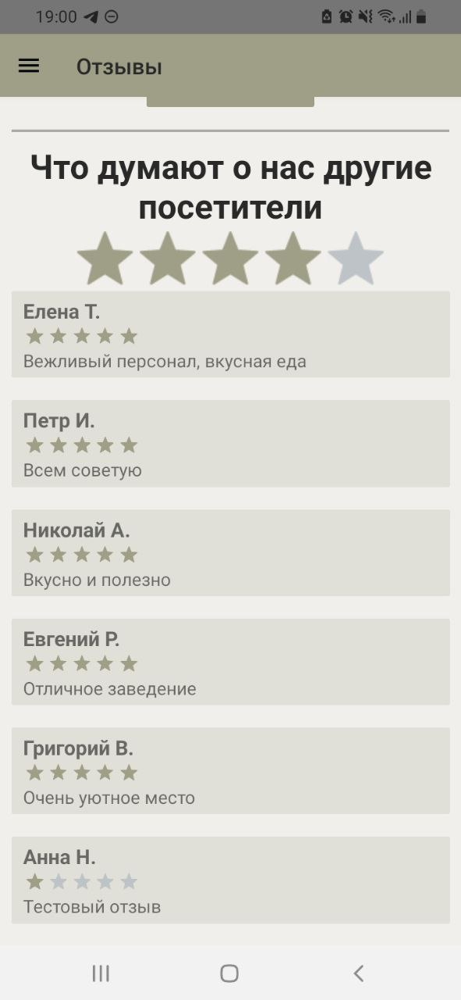 19:00
Отзывы
Что думают о нас другие
посетители
Елена Т.
Вежливый персонал, вкусная еда
Петр И.
Всем советую
Николай А.
Вкусно и полезно
Евгений Р.
Отличное заведение
Григорий В.
Очень уютное место
Анна Н.
Тестовый отзыв